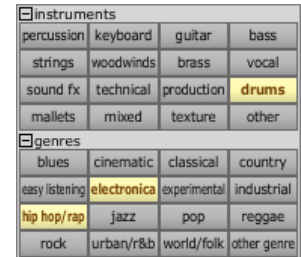 instruments
percussion keyboard guitar bass
strings woodwinds brass vocal
sound fx technical production drums
mallets mixed texture other
genres
blues cinematic classical country
easy listening electronica experimental industrial
hip hop/rap jazz pop reggae
rock urban/r&b world/folk other genre